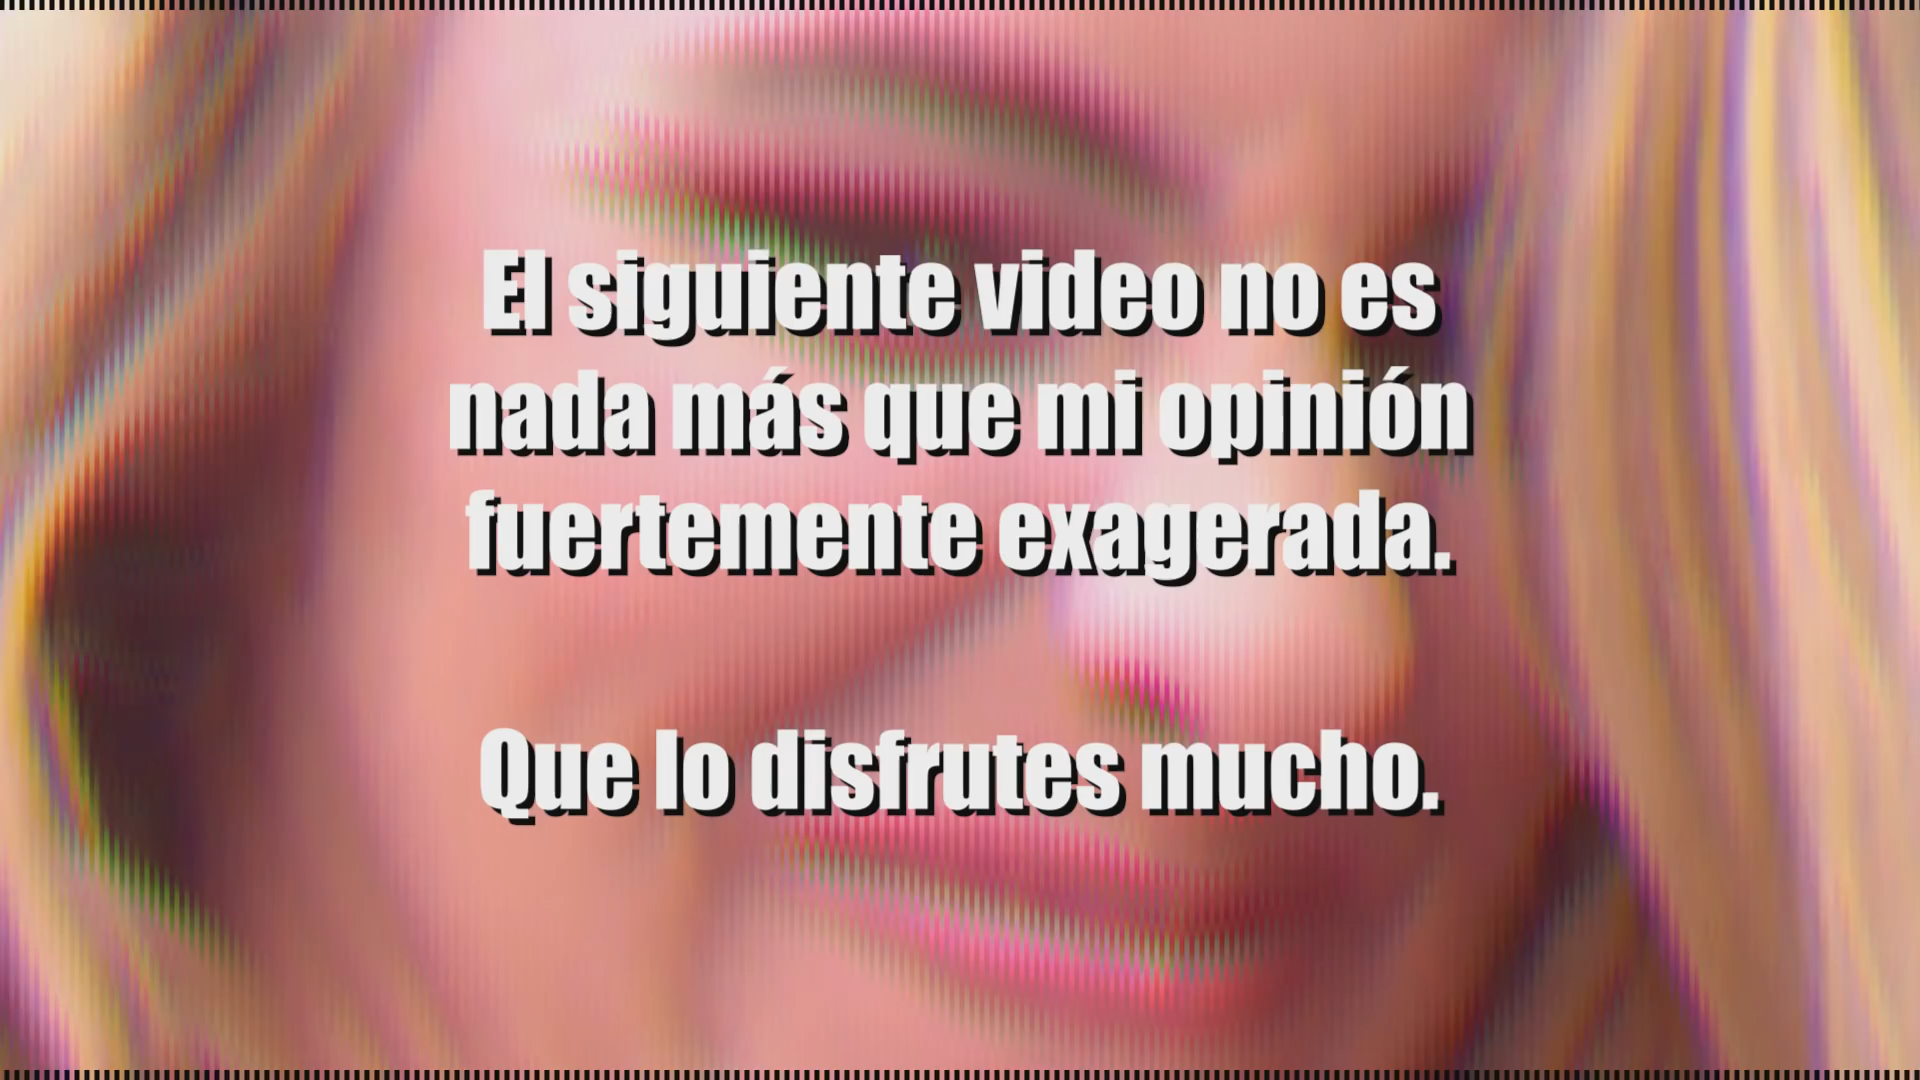 El siguiente video no es
nada más que mi opinión
fuertemente exagerada.
Que lo disfrutes mucho.